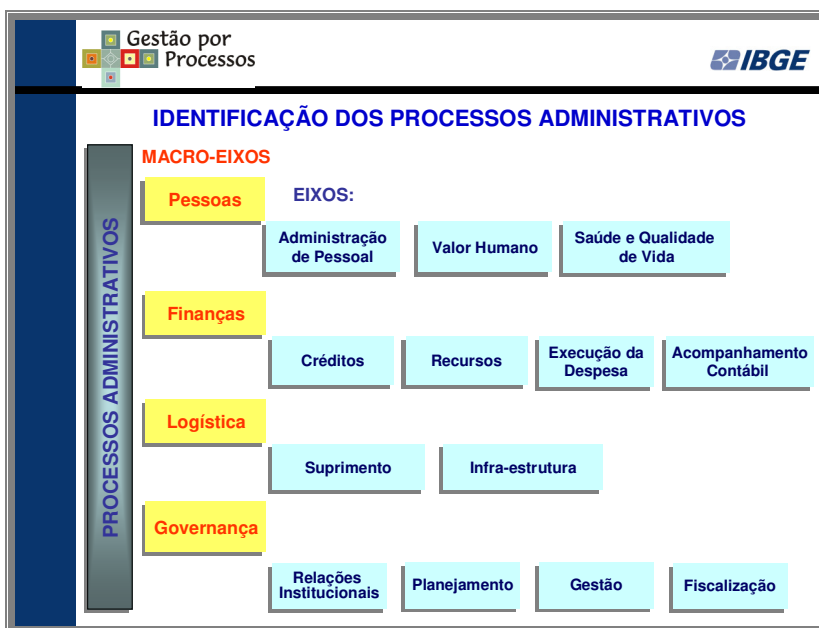 Gestão por
Processos
IBGE
IDENTIFICAÇÃO DOS PROCESSOS ADMINISTRATIVOS
PROCESSOS ADMINISTRATIVOS
MACRO-EIXOS
Pessoas
EIXOS:
Administração
de Pessoal
Valor Humano
Saúde e Qualidade
de Vida
Finanças
Créditos
Recursos
Execução da
Despesa
Acompanhamento
Contábil
Logística
Suprimento
Infra-estrutura
Governança
Relações
Institucionais
Planejamento
Gestão
Fiscalização